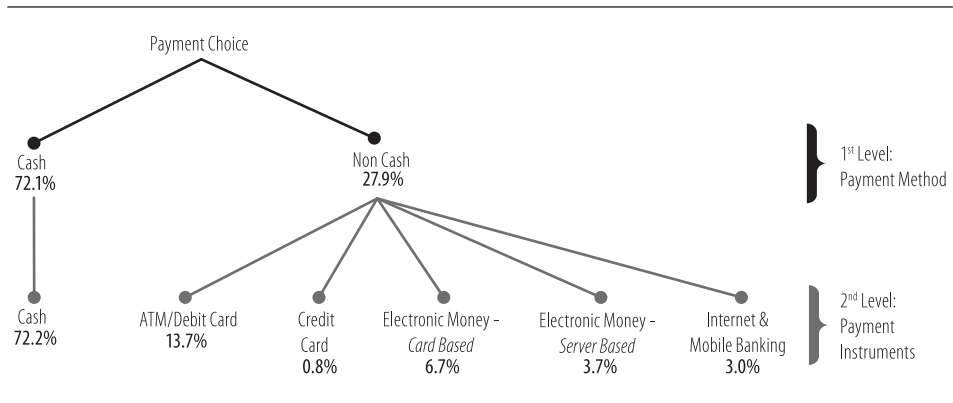 Payment Choice
Cash
72.1%
Non Cash
27.9%
1st Level:
Payment Method
Cash
72.2%
ATM/Debit Card
13.7%
Credit
Card
0.8%
Electronic Money –
Card Based
6.7%
Electronic Money –
Server Based
3.7%
Internet &
Mobile Banking
3.0%
2nd Level:
Payment
Instruments